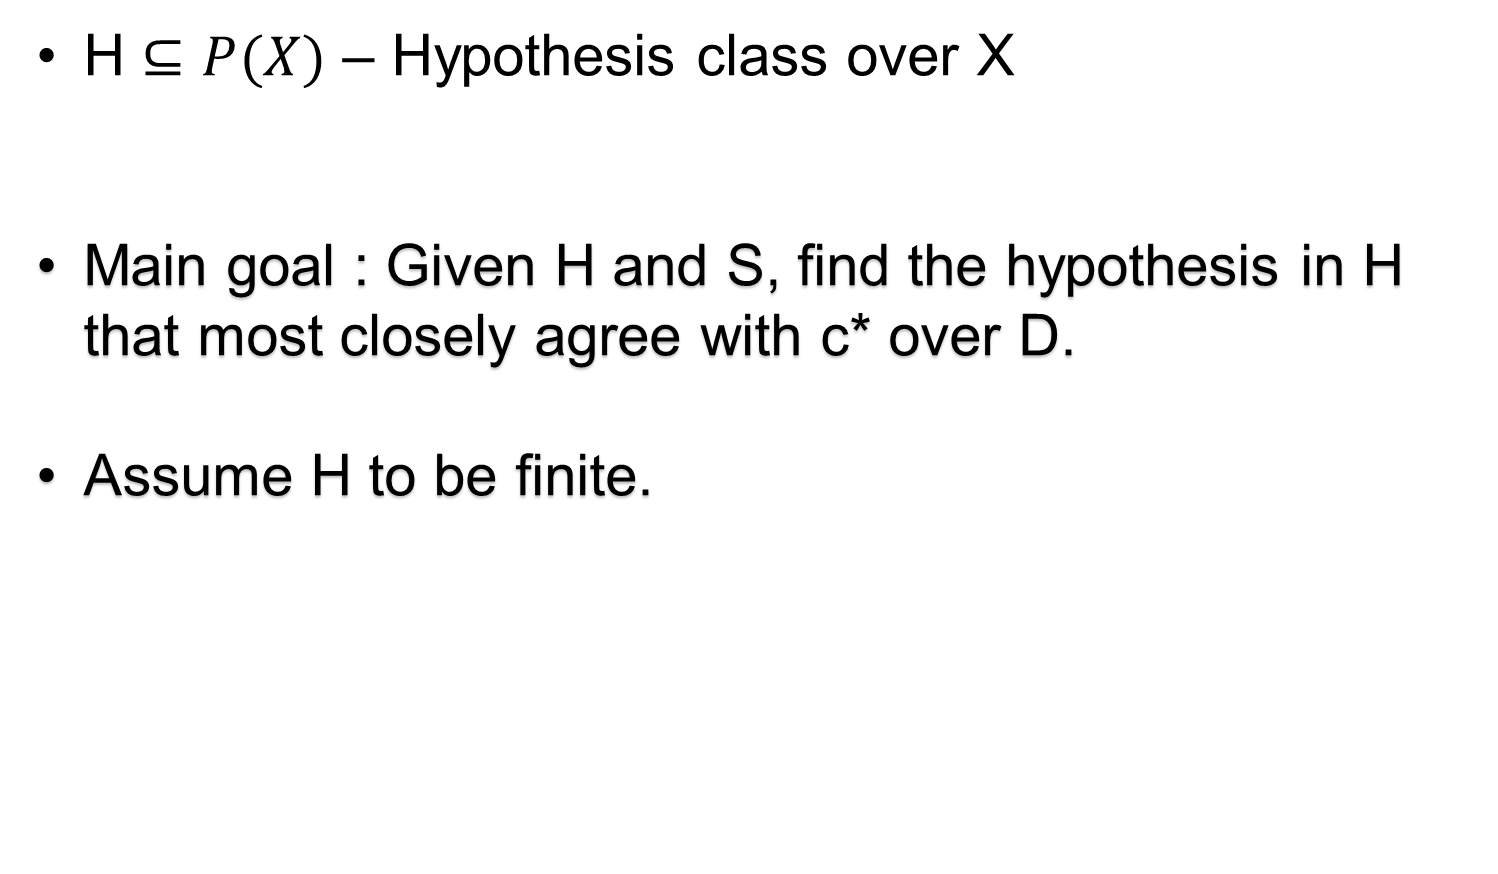 • H ⊆ P(X) – Hypothesis class over X
• Main goal : Given H and S, find the hypothesis in H
that most closely agree with c* over D.
• Assume H to be finite.